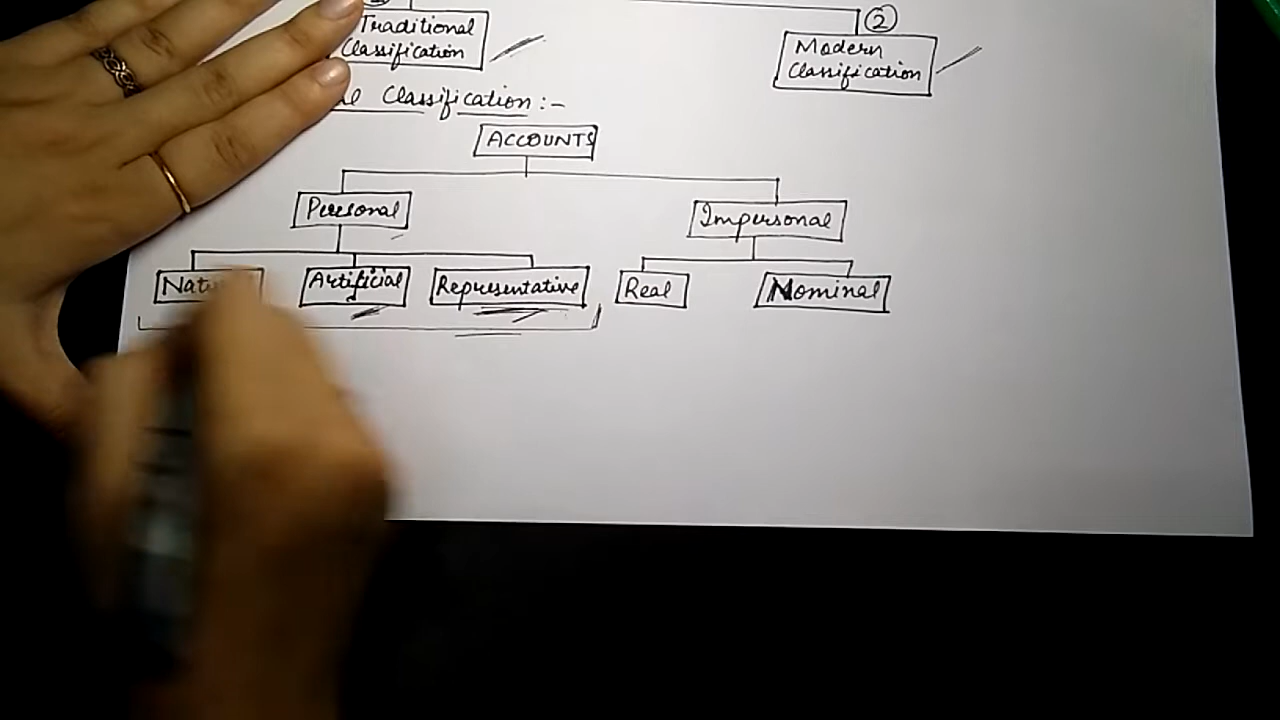 ②
Traditional
Classification
Modern
Classification
Classification :-
ACCOUNTS
Personal
Impersonal
Artificial
Representative
Real
Nominal